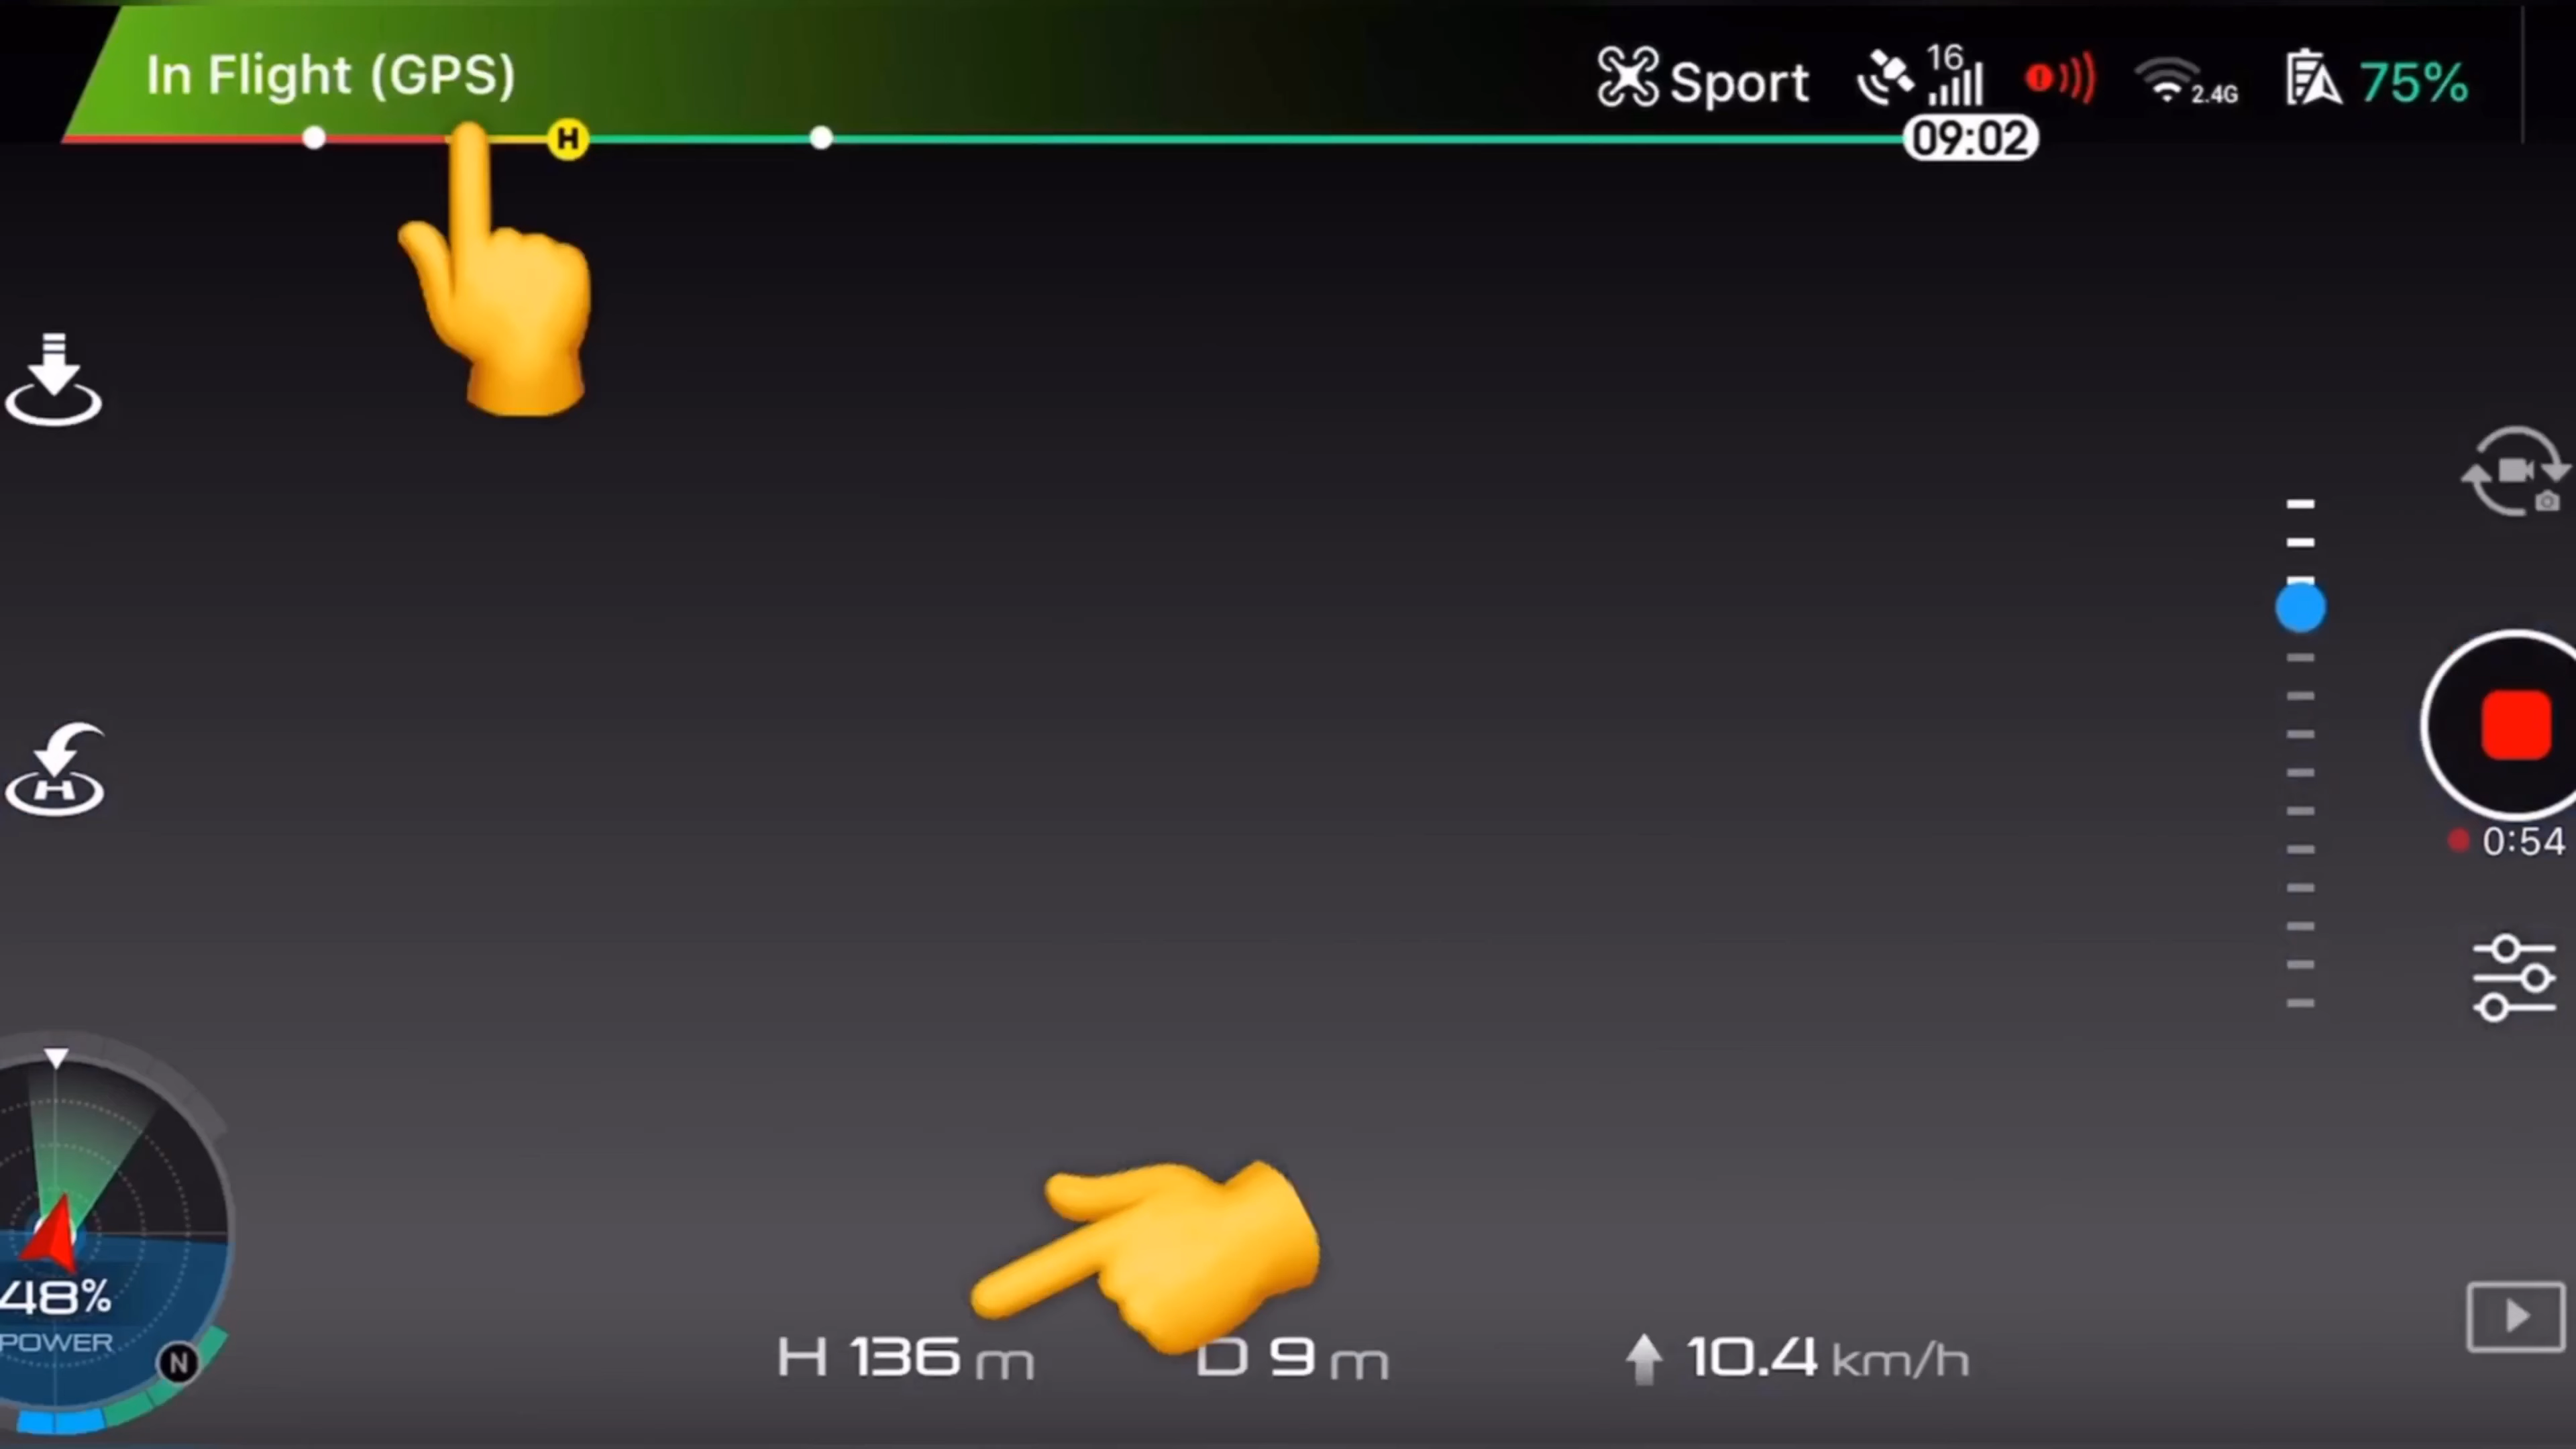 In Flight (GPS)
Sport
16
2.4G
75%
H
09:02
0:54
H
48%
POWER
N
H 136 m
D 9 m
10.4 km/h